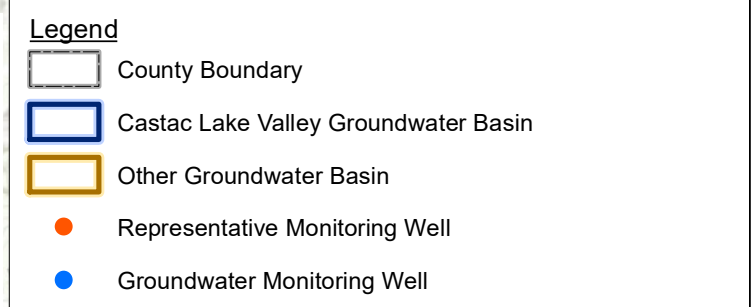 Legend
County Boundary
Castac Lake Valley Groundwater Basin
Other Groundwater Basin
Representative Monitoring Well
Groundwater Monitoring Well